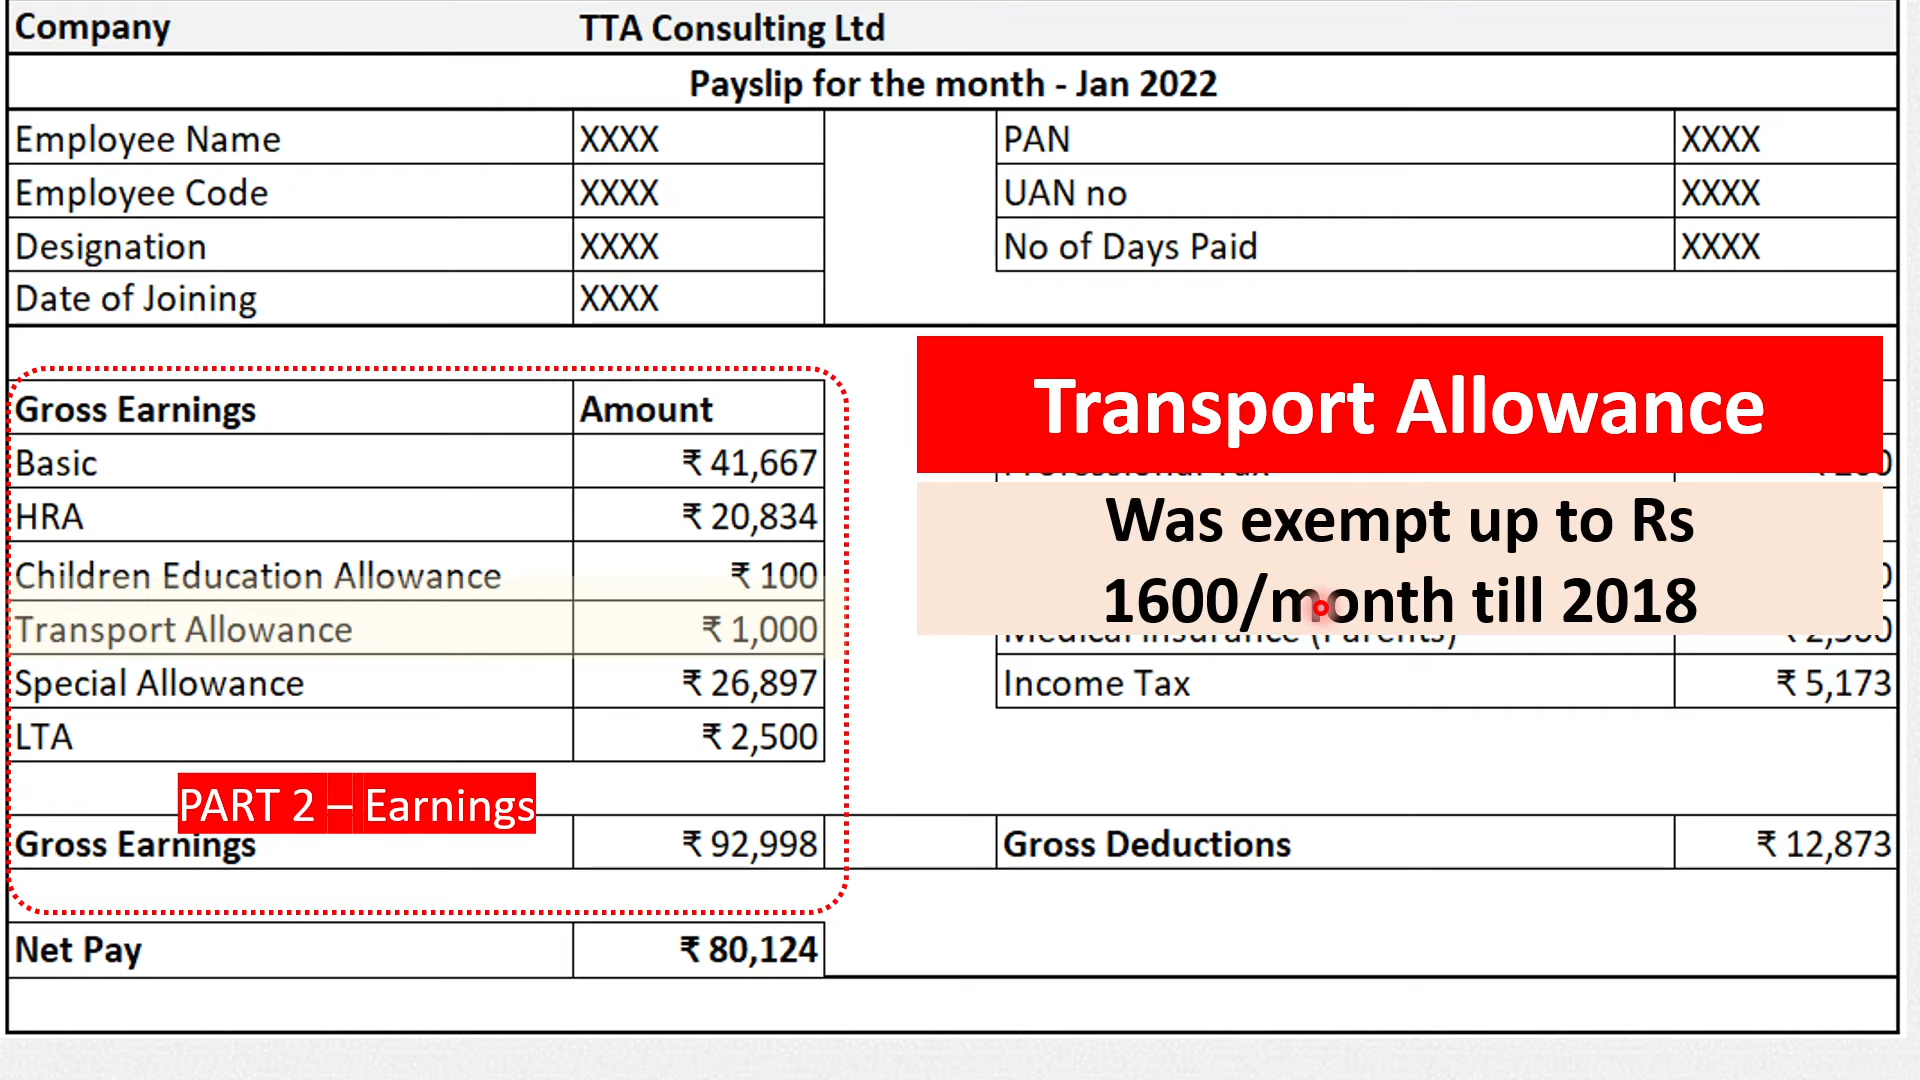 Company TTA Consulting Ltd
Payslip for the month - Jan 2022
Employee Name XXXX PAN XXXX
Employee Code XXXX UAN no XXXX
Designation XXXX No of Days Paid XXXX
Date of Joining XXXX
Gross Earnings Amount
Transport Allowance
Basic ₹ 41,667
HRA ₹ 20,834
Was exempt up to Rs
1600/month till 2018
Children Education Allowance ₹ 100
Transport Allowance ₹ 1,000 Medical Insurance (Parents)
Special Allowance ₹ 26,897 Income Tax ₹ 5,173
LTA ₹ 2,500
PART 2 – Earnings
Gross Earnings ₹ 92,998 Gross Deductions ₹ 12,873
Net Pay ₹ 80,124